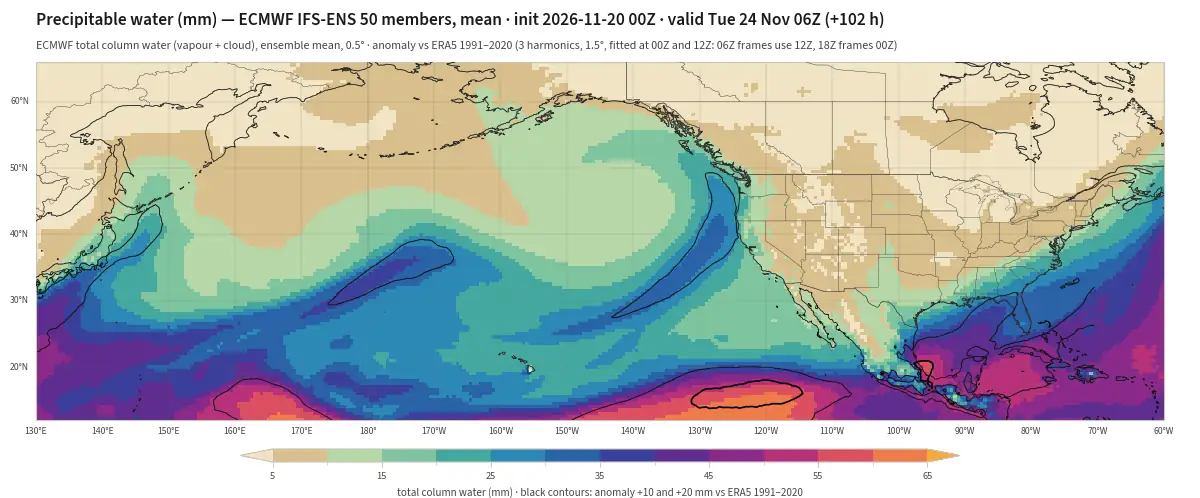 Precipitable water (mm) — ECMWF IFS-ENS 50 members, mean · init 2026-11-20 00Z · valid Tue 24 Nov 06Z (+102 h)
ECMWF total column water (vapour + cloud), ensemble mean, 0.5° · anomaly vs ERA5 1991–2020 (3 harmonics, 1.5°, fitted at 00Z and 12Z: 06Z frames use 12Z, 18Z frames 00Z)
60°N
50°N
40°N
30°N
20°N
130°E 140°E 150°E 160°E 170°E 180° 170°W 160°W 150°W 140°W 130°W 120°W 110°W 100°W 90°W 80°W 70°W 60°W
5 15 25 35 45 55 65
total column water (mm) · black contours: anomaly +10 and +20 mm vs ERA5 1991–2020